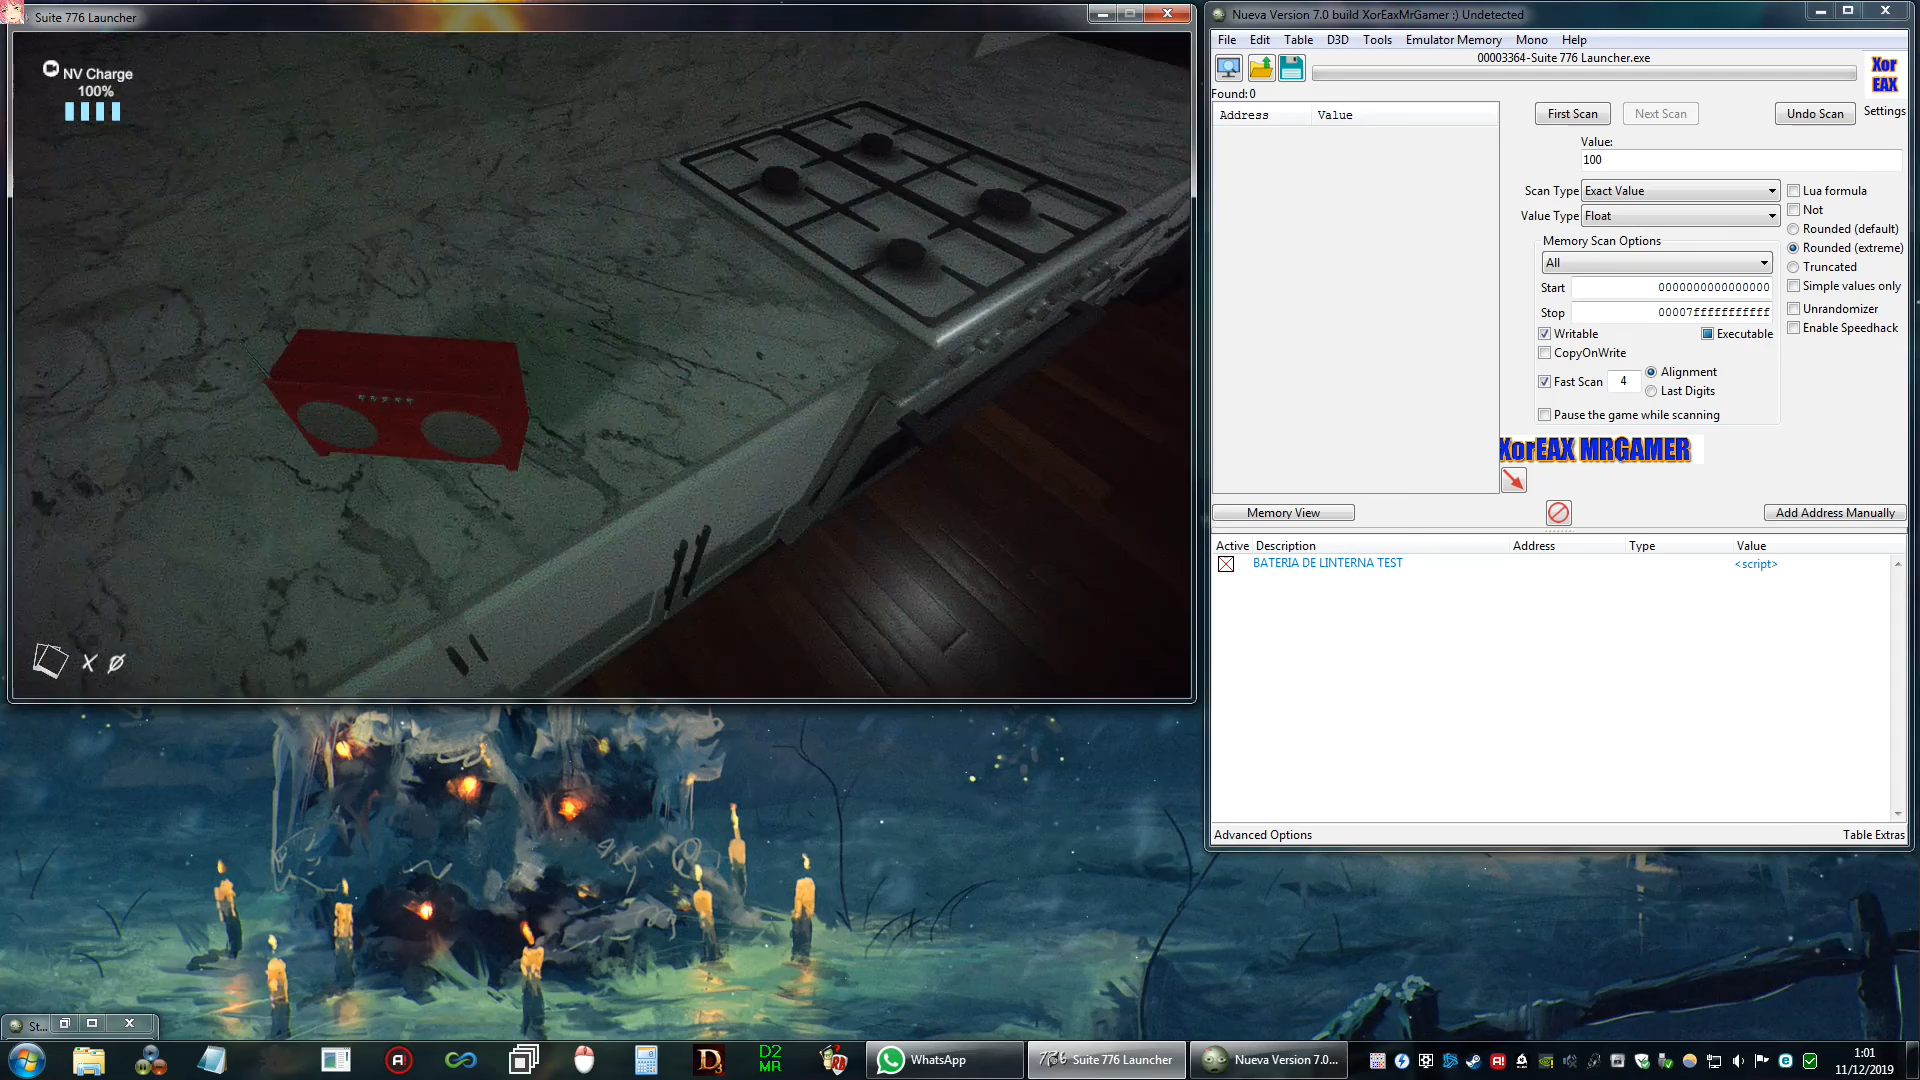 Suite 776 Launcher
NV Charge
100%
X Ø
Nueva Version 7.0 build XorEaxMrGamer :) Undetected
File Edit Table D3D Tools Emulator Memory Mono Help
00003364-Suite 776 Launcher.exe
Xor
EAX
Found: 0
Settings
Address Value
First Scan Next Scan Undo Scan
Value:
100
Scan Type Exact Value Lua formula
Value Type Float Not
Rounded (default)
Memory Scan Options
Rounded (extreme)
All Truncated
Start 0000000000000000 Simple values only
Stop 00007fffffffffff Unrandomizer
Writable Executable Enable Speedhack
CopyOnWrite
Fast Scan 4 Alignment
Last Digits
Pause the game while scanning
XorEAX MRGAMER
Memory View Add Address Manually
Active Description Address Type Value
BATERIA DE LINTERNA TEST <script>
Advanced Options Table Extras
St...
D2
MR
WhatsApp
736 Suite 776 Launcher
Nueva Version 7.0...
1:01
11/12/2019